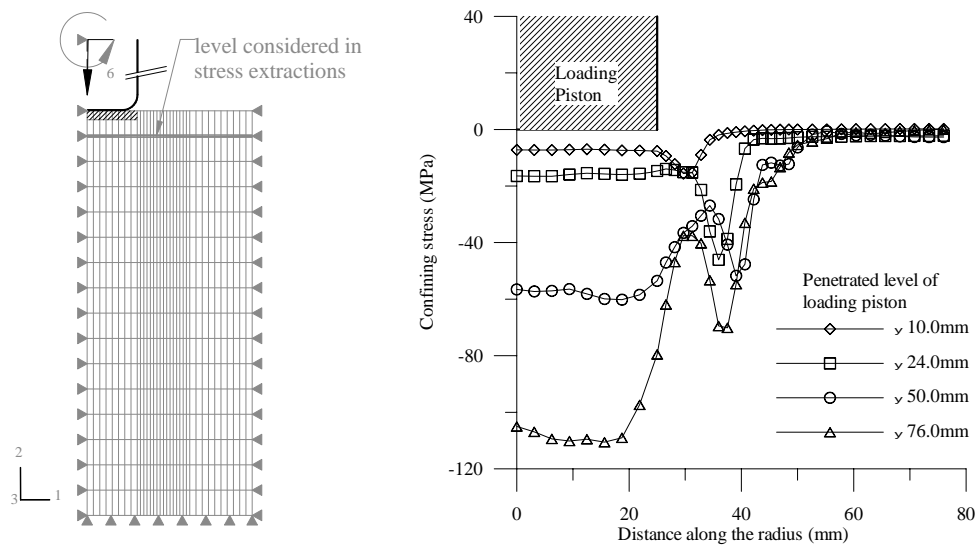 level considered in
stress extractions
6
2
3
1
Confining stress (MPa)
40
0
-40
-80
-120
Loading
Piston
Penetrated level of
loading piston
10.0mm
24.0mm
50.0mm
76.0mm
0
20
40
60
80
Distance along the radius (mm)